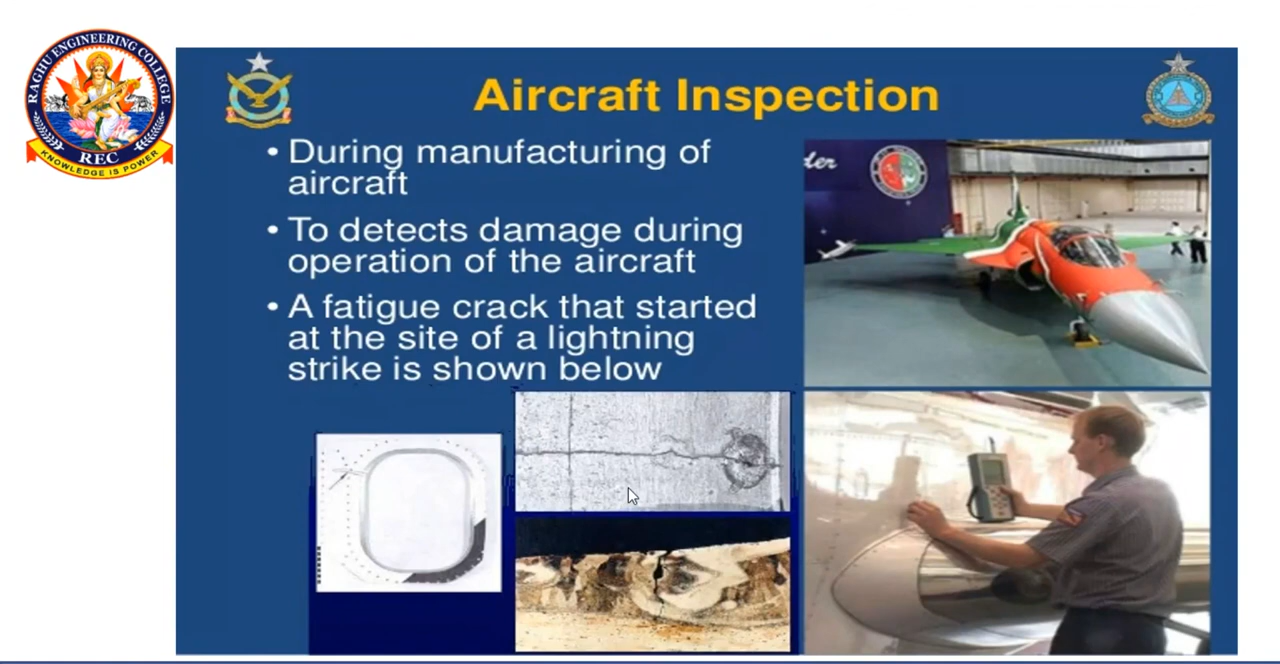 RAGHU ENGINEERING COLLEGE
REC
KNOWLEDGE IS POWER
Aircraft Inspection
• During manufacturing of
aircraft
• To detects damage during
operation of the aircraft
• A fatigue crack that started
at the site of a lightning
strike is shown below
der